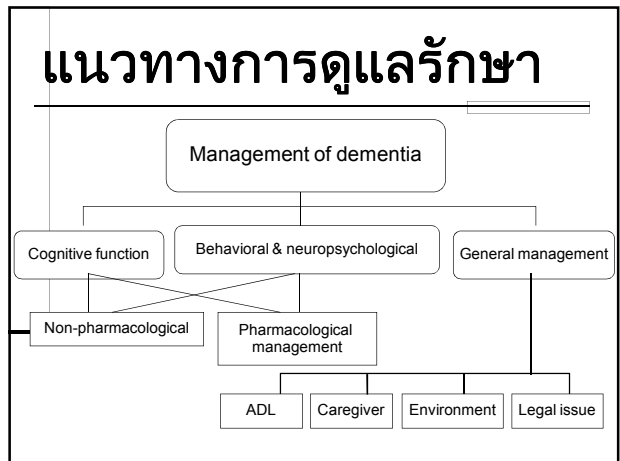 แนวทางการดูแลรักษา
Management of dementia
Cognitive function
Behavioral & neuropsychological
General management
Non-pharmacological
Pharmacological
management
ADL
Caregiver
Environment
Legal issue